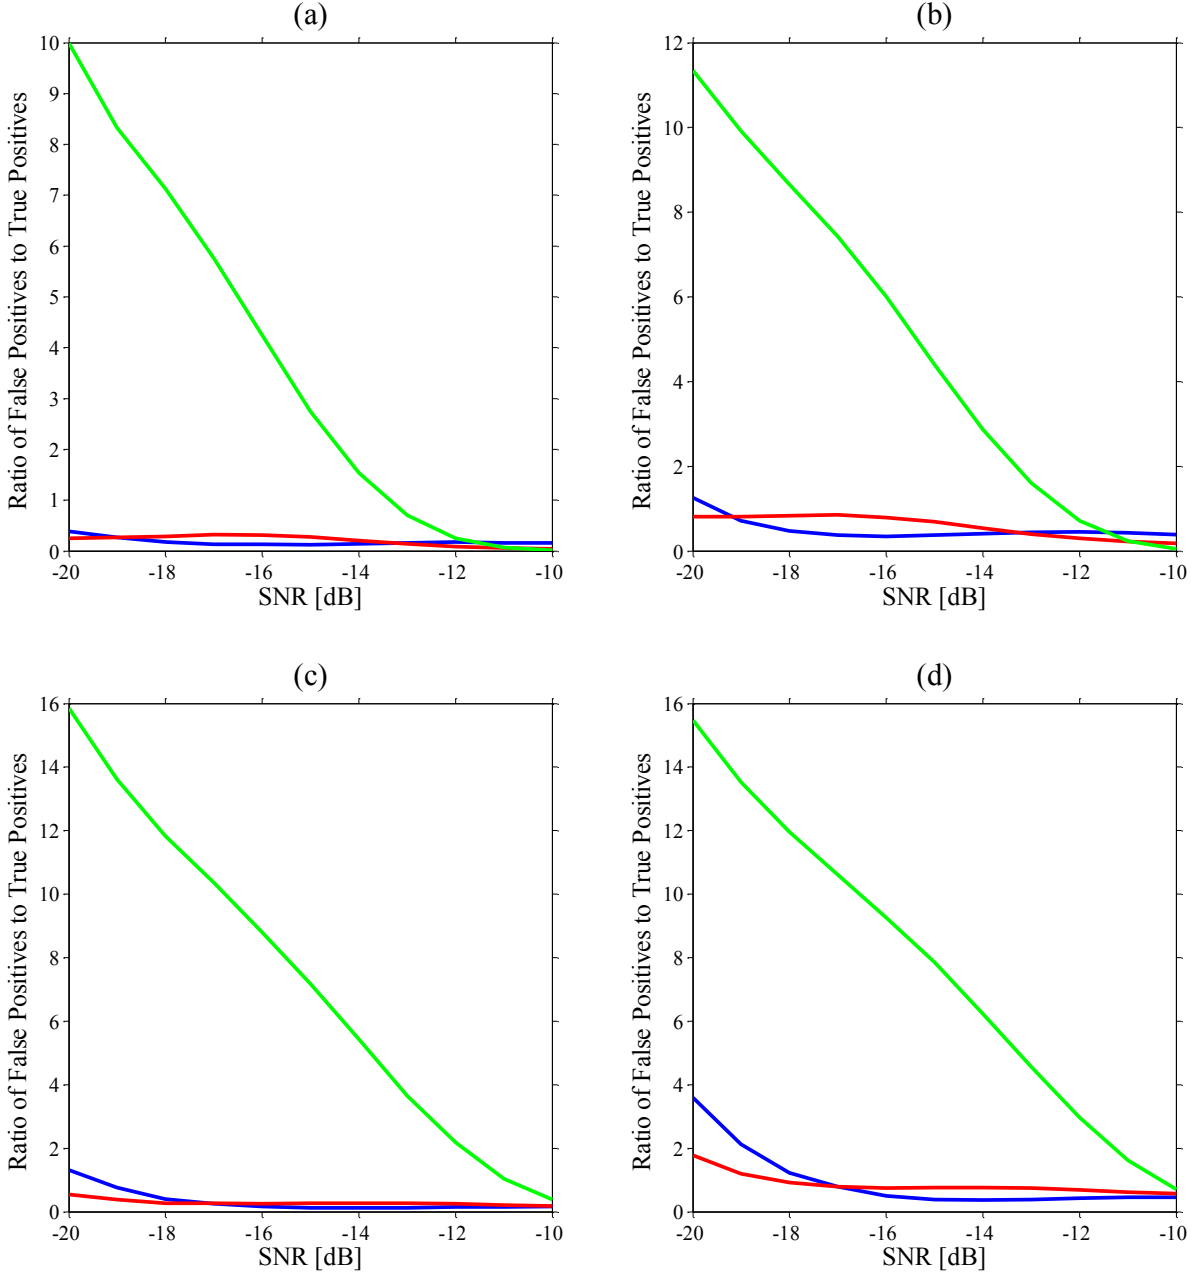 (a)
Ratio of False Positives to True Positives
10
9
8
7
6
5
4
3
2
1
0
-20 -18 -16 -14 -12 -10
SNR [dB]
(b)
Ratio of False Positives to True Positives
12
10
8
6
4
2
0
-20 -18 -16 -14 -12 -10
SNR [dB]
(c)
Ratio of False Positives to True Positives
16
14
12
10
8
6
4
2
0
-20 -18 -16 -14 -12 -10
SNR [dB]
(d)
Ratio of False Positives to True Positives
16
14
12
10
8
6
4
2
0
-20 -18 -16 -14 -12 -10
SNR [dB]